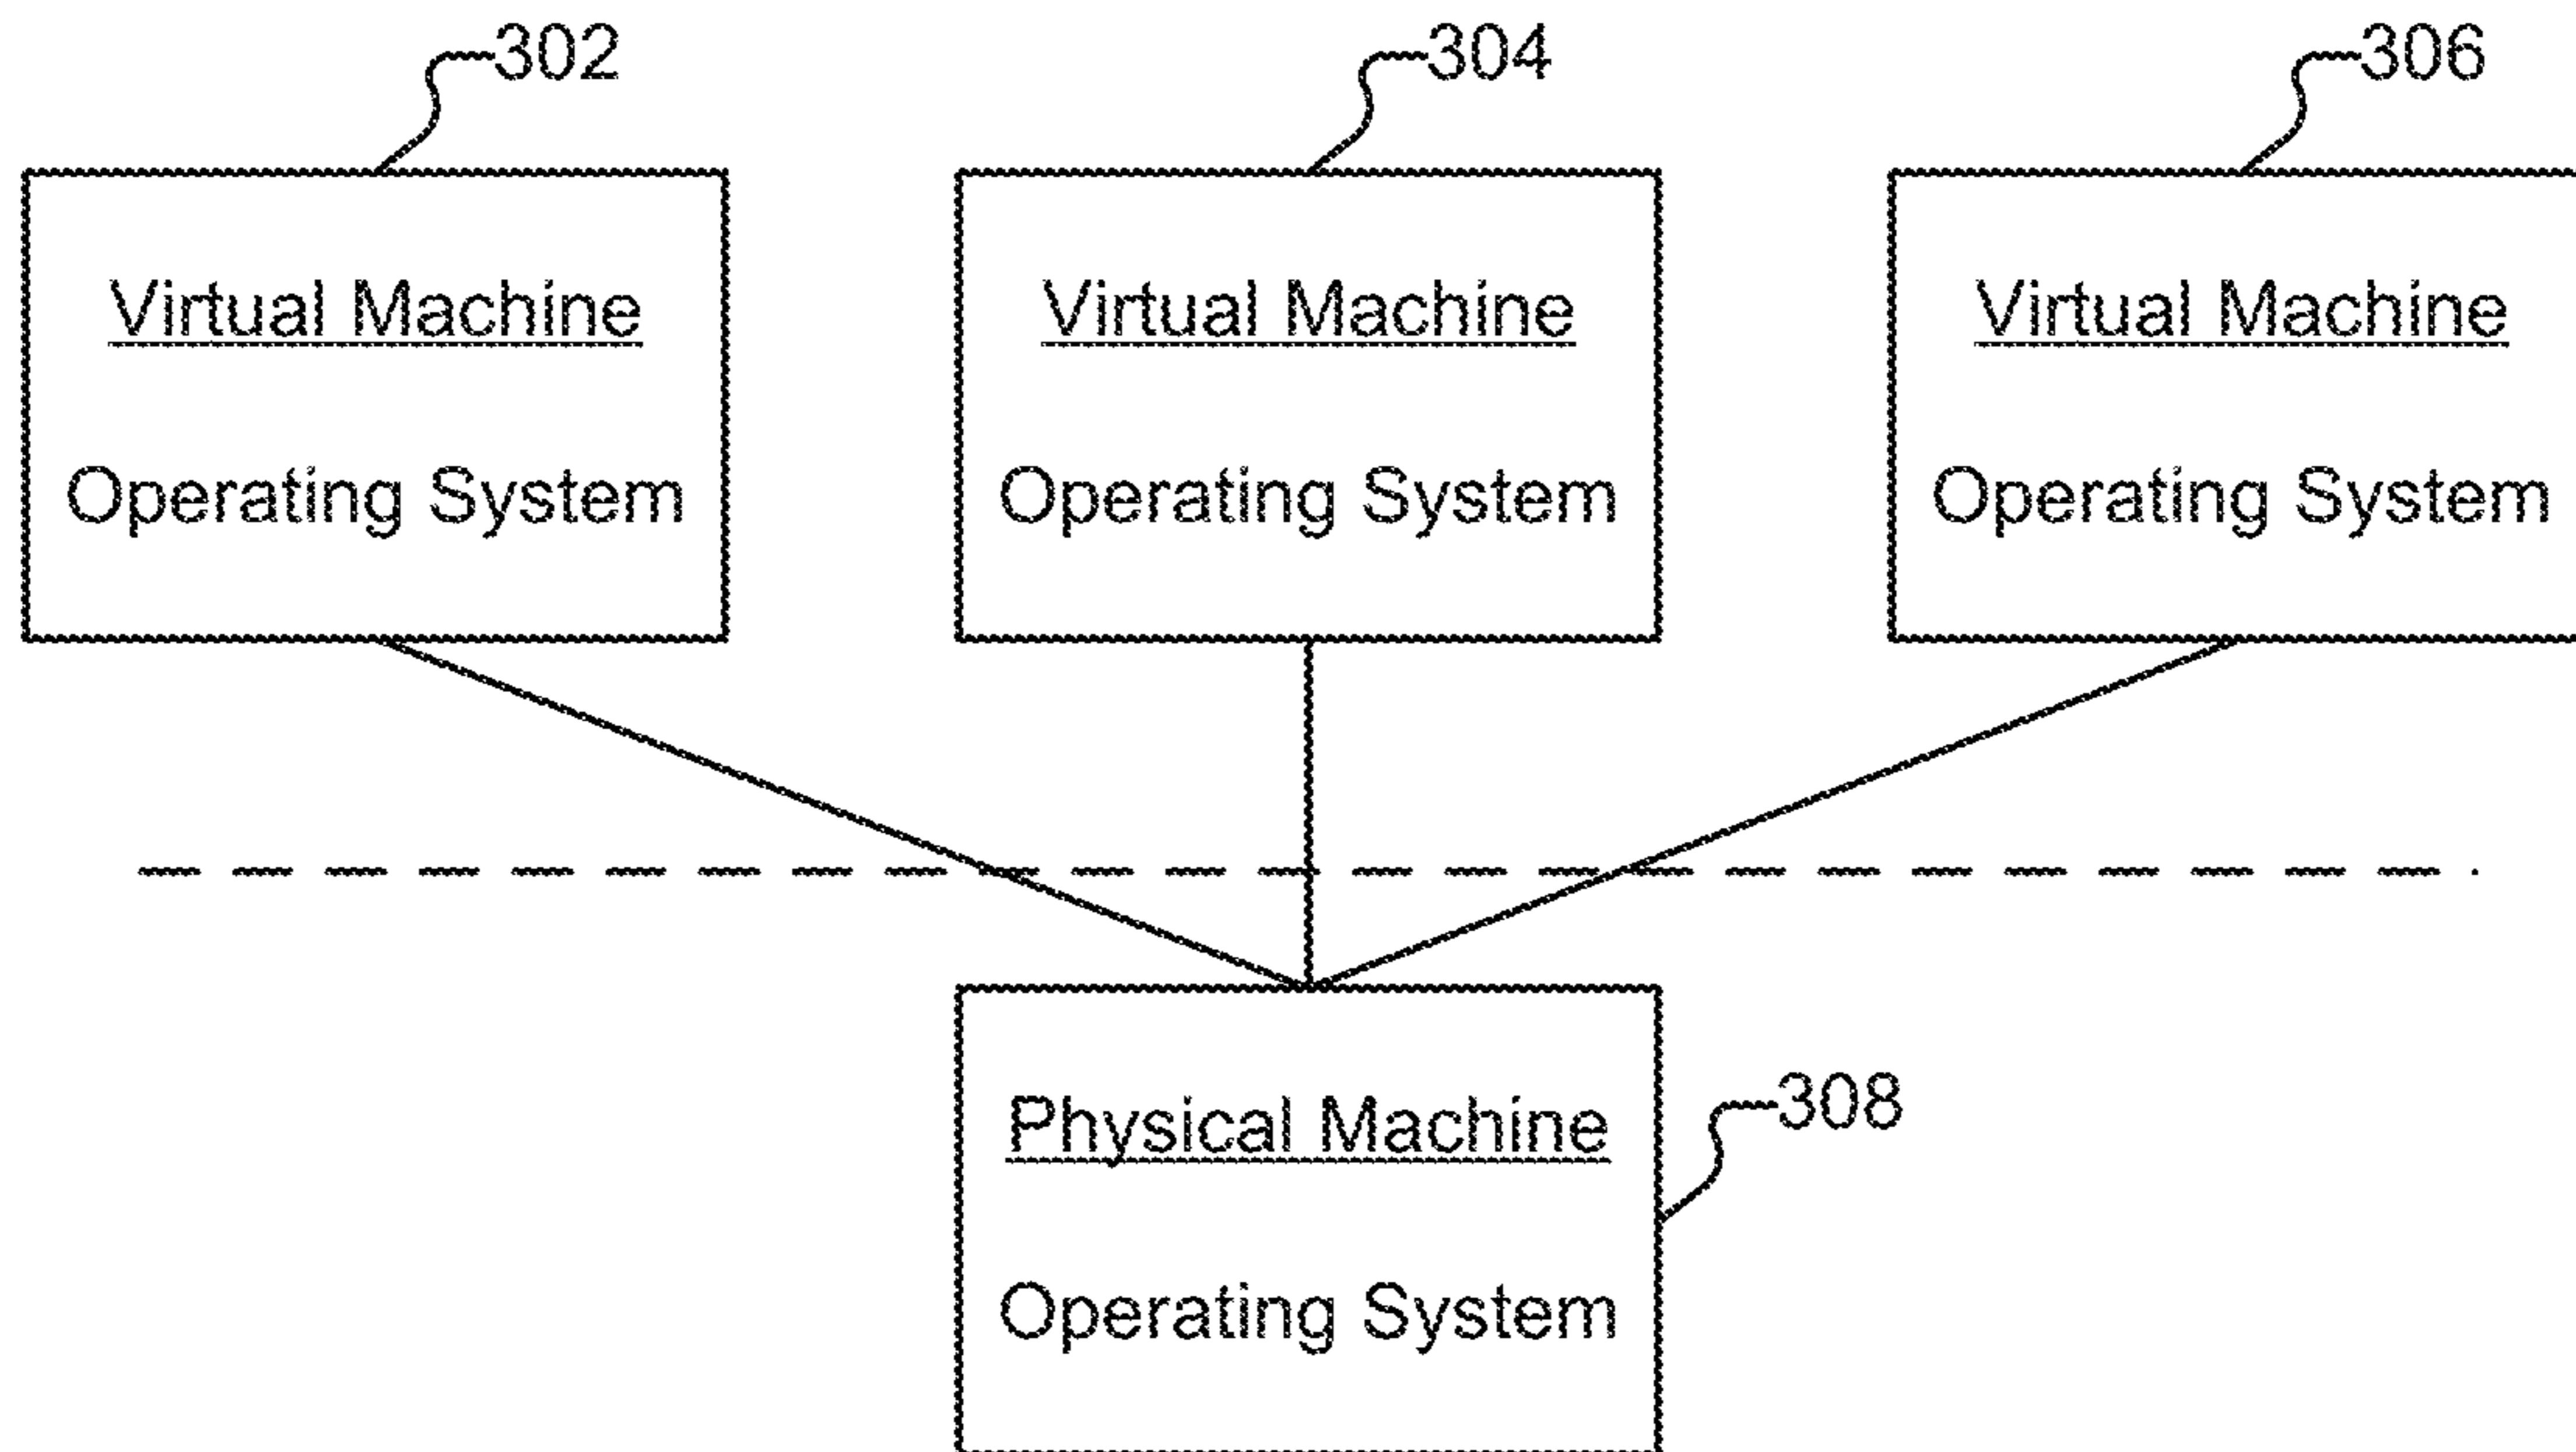 302
304
306
Virtual Machine
Operating System
Virtual Machine
Operating System
Virtual Machine
Operating System
Physical Machine
Operating System
308